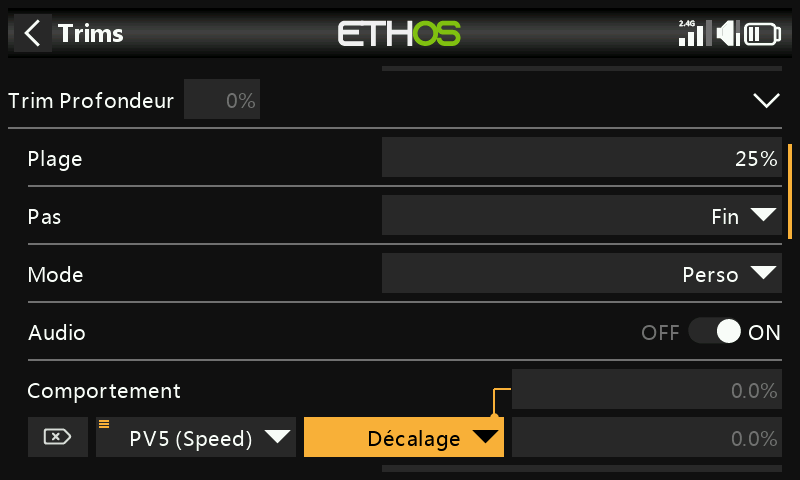 Trims
ETHOS
2.4G
Trim Profondeur 0%
Plage 25%
Pas Fin
Mode Perso
Audio OFF ON
Comportement 0.0%
PV5 (Speed) Décalage 0.0%